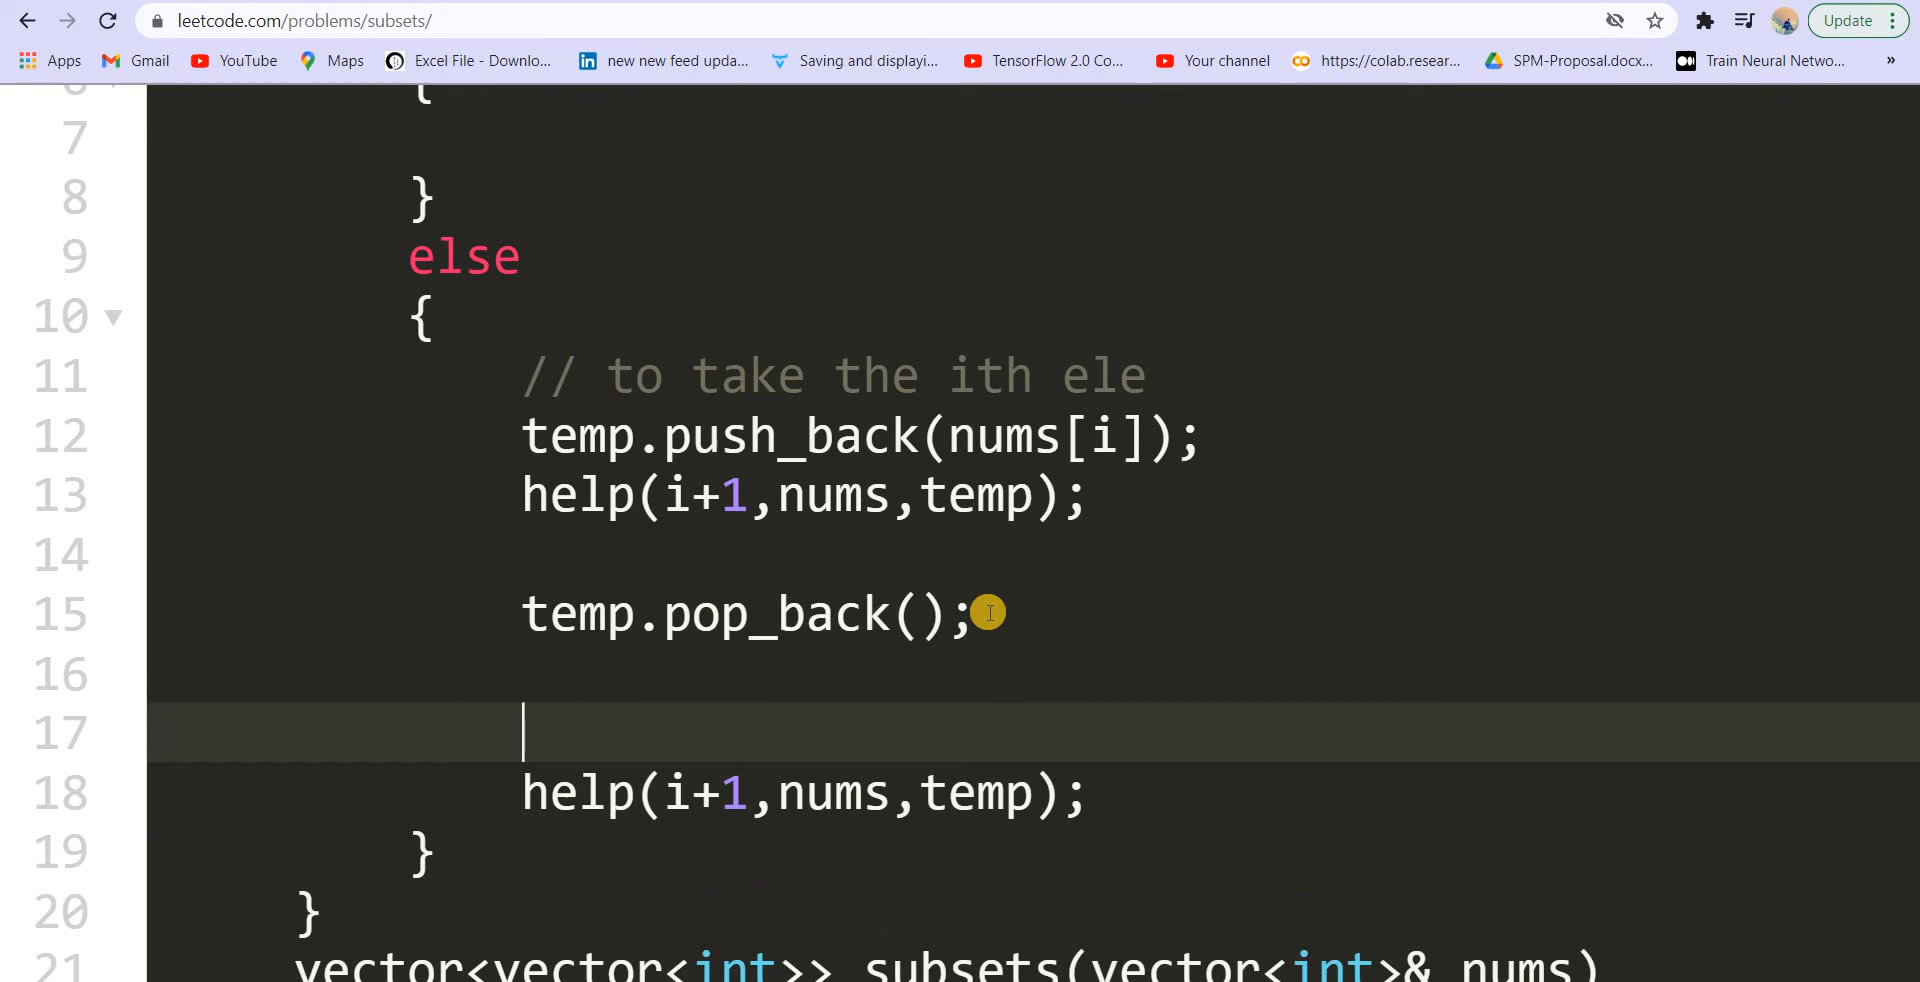 leetcode.com/problems/subsets/
Update
Apps Gmail YouTube Maps Excel File - Downlo... new new feed upda... Saving and displayi... TensorFlow 2.0 Co... Your channel https://colab.resear... SPM-Proposal.docx... Train Neural Netwo... »
{
7
8 }
9 else
10 {
11 // to take the ith ele
12 temp.push_back(nums[i]);
13 help(i+1,nums,temp);
14
15 temp.pop_back();
16
17
18 help(i+1,nums,temp);
19 }
20 }
21 vector<vector<int>> subsets(vector<int>& nums)